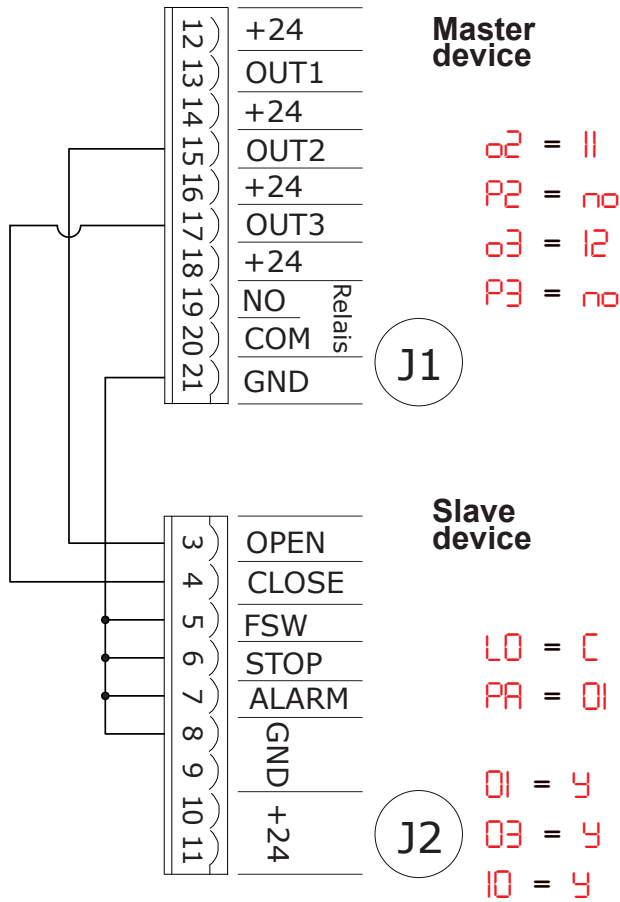 12 +24
13 OUT1
14 +24
15 OUT2
16 +24
17 OUT3
18 +24
19 NO
20 COM
Relais
21 GND
J1
Master
device
o2 = 11
P2 = no
o3 = 12
P3 = no
3 OPEN
4 CLOSE
5 FSW
6 STOP
7 ALARM
8
9
GND
10
11
+24
J2
Slave
device
LO = C
PA = 01
01 = Y
03 = Y
10 = Y